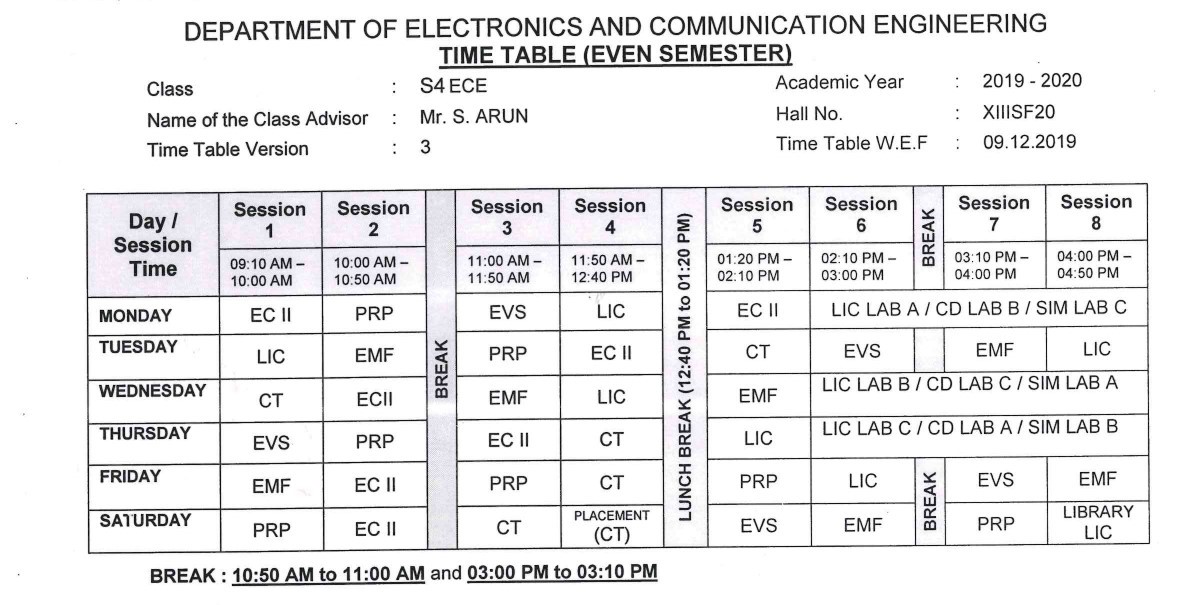 DEPARTMENT OF ELECTRONICS AND COMMUNICATION ENGINEERING
TIME TABLE (EVEN SEMESTER)
Class : S4 ECE Academic Year : 2019 - 2020
Name of the Class Advisor : Mr. S. ARUN Hall No. : XIIISF20
Time Table Version : 3 Time Table W.E.F : 09.12.2019
Day / Session Time
Session 1 Session 2 BREAK Session 3 Session 4 LUNCH BREAK (12:40 PM to 01:20 PM) Session 5 Session 6 BREAK Session 7 Session 8
09:10 AM – 10:00 AM 10:00 AM – 10:50 AM 11:00 AM – 11:50 AM 11:50 AM – 12:40 PM 01:20 PM – 02:10 PM 02:10 PM – 03:00 PM 03:10 PM – 04:00 PM 04:00 PM – 04:50 PM
MONDAY EC II PRP EVS LIC EC II LIC LAB A / CD LAB B / SIM LAB C
TUESDAY LIC EMF PRP EC II CT EVS EMF LIC
WEDNESDAY CT ECII EMF LIC EMF LIC LAB B / CD LAB C / SIM LAB A
THURSDAY EVS PRP EC II CT LIC LIC LAB C / CD LAB A / SIM LAB B
FRIDAY EMF EC II PRP CT PRP LIC BREAK EVS EMF
SATURDAY PRP EC II CT PLACEMENT (CT) EVS EMF PRP LIBRARY LIC
BREAK : 10:50 AM to 11:00 AM and 03:00 PM to 03:10 PM